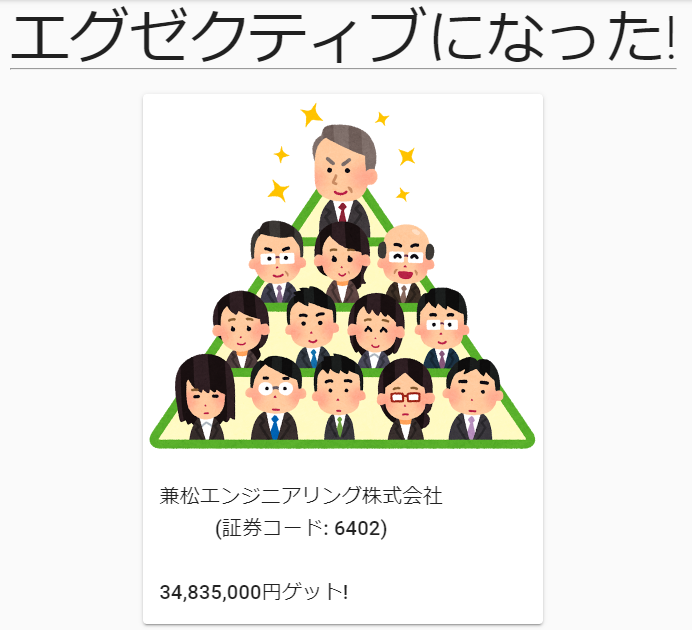 エグゼクティブになった!
兼松エンジニアリング株式会社
(証券コード: 6402)
34,835,000円ゲット!